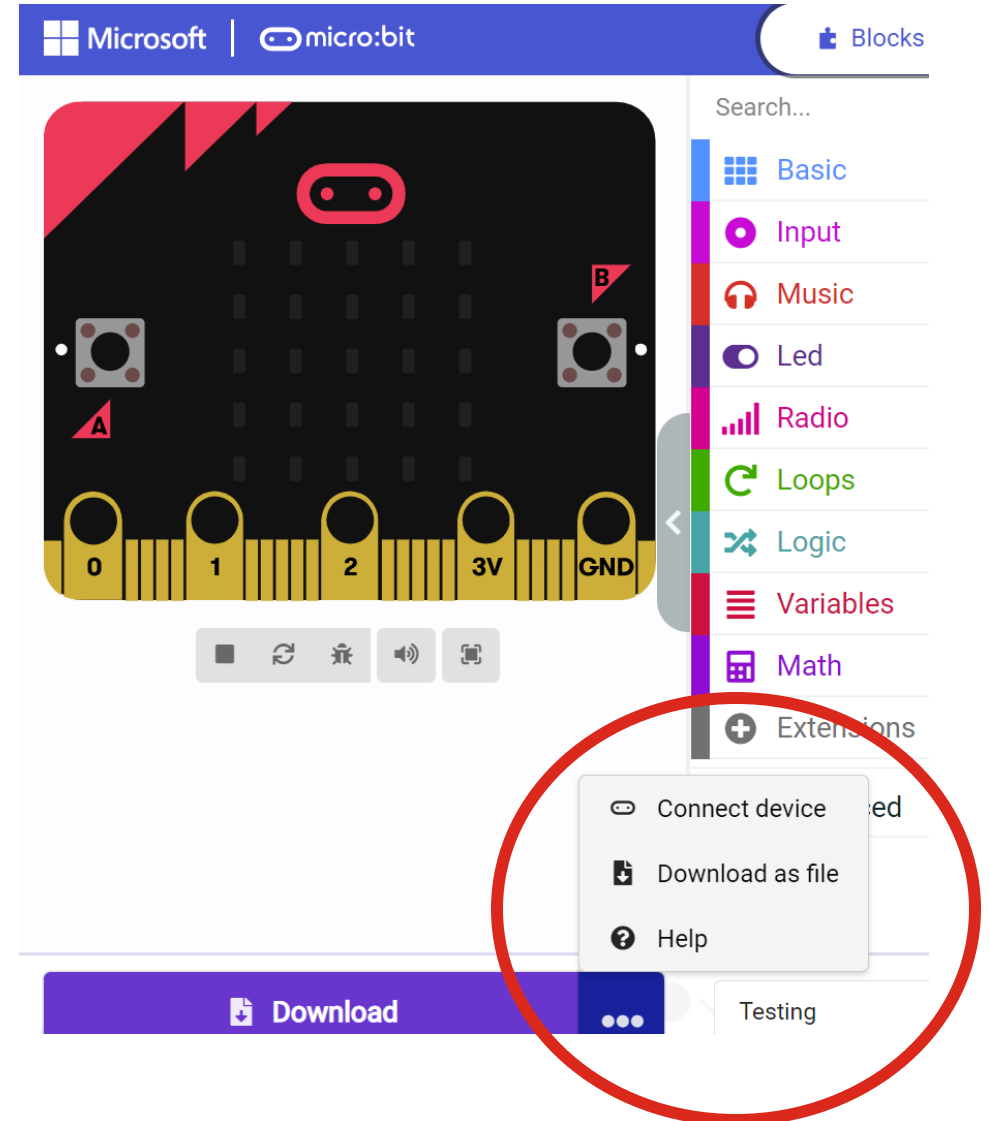 Microsoft micro:bit Blocks
Search...
Basic
Input
Music
Led
Radio
Loops
Logic
Variables
Math
Extensions
B
A
0 1 2 3V GND
Connect device
ced
Download as file
Help
Download
Testing